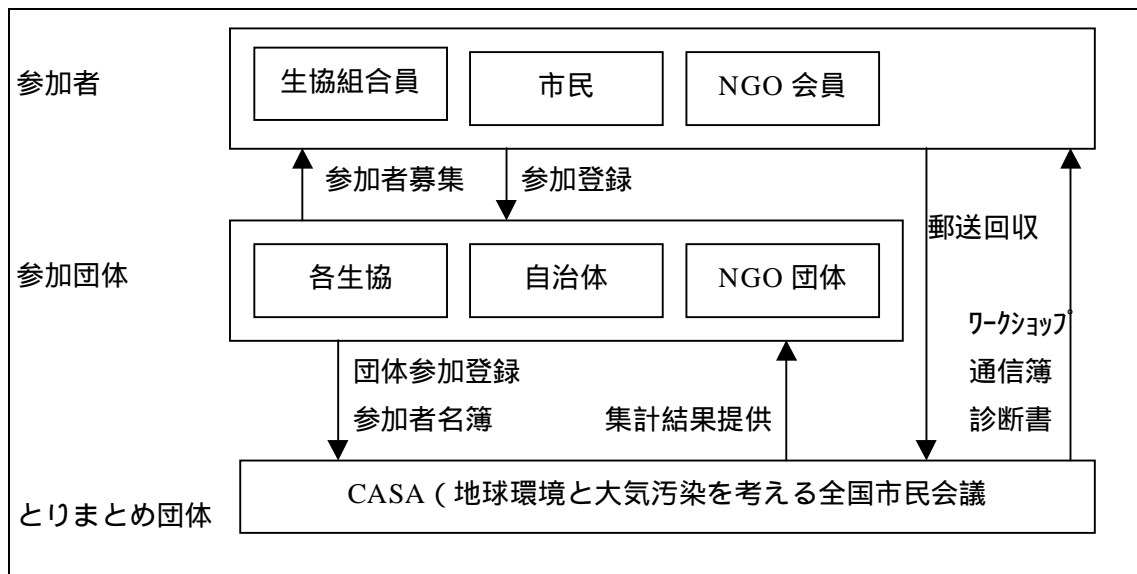 参加者
生協組合員
市民
NGO 会員
参加者募集
参加登録
郵送回収
参加団体
各生協
自治体
NGO 団体
ﾜｰｸｼｮｯﾌﾟ
通信簿
診断書
団体参加登録
参加者名簿
集計結果提供
CASA ( 地球環境と大気汚染を考える全国市民会議
とりまとめ団体